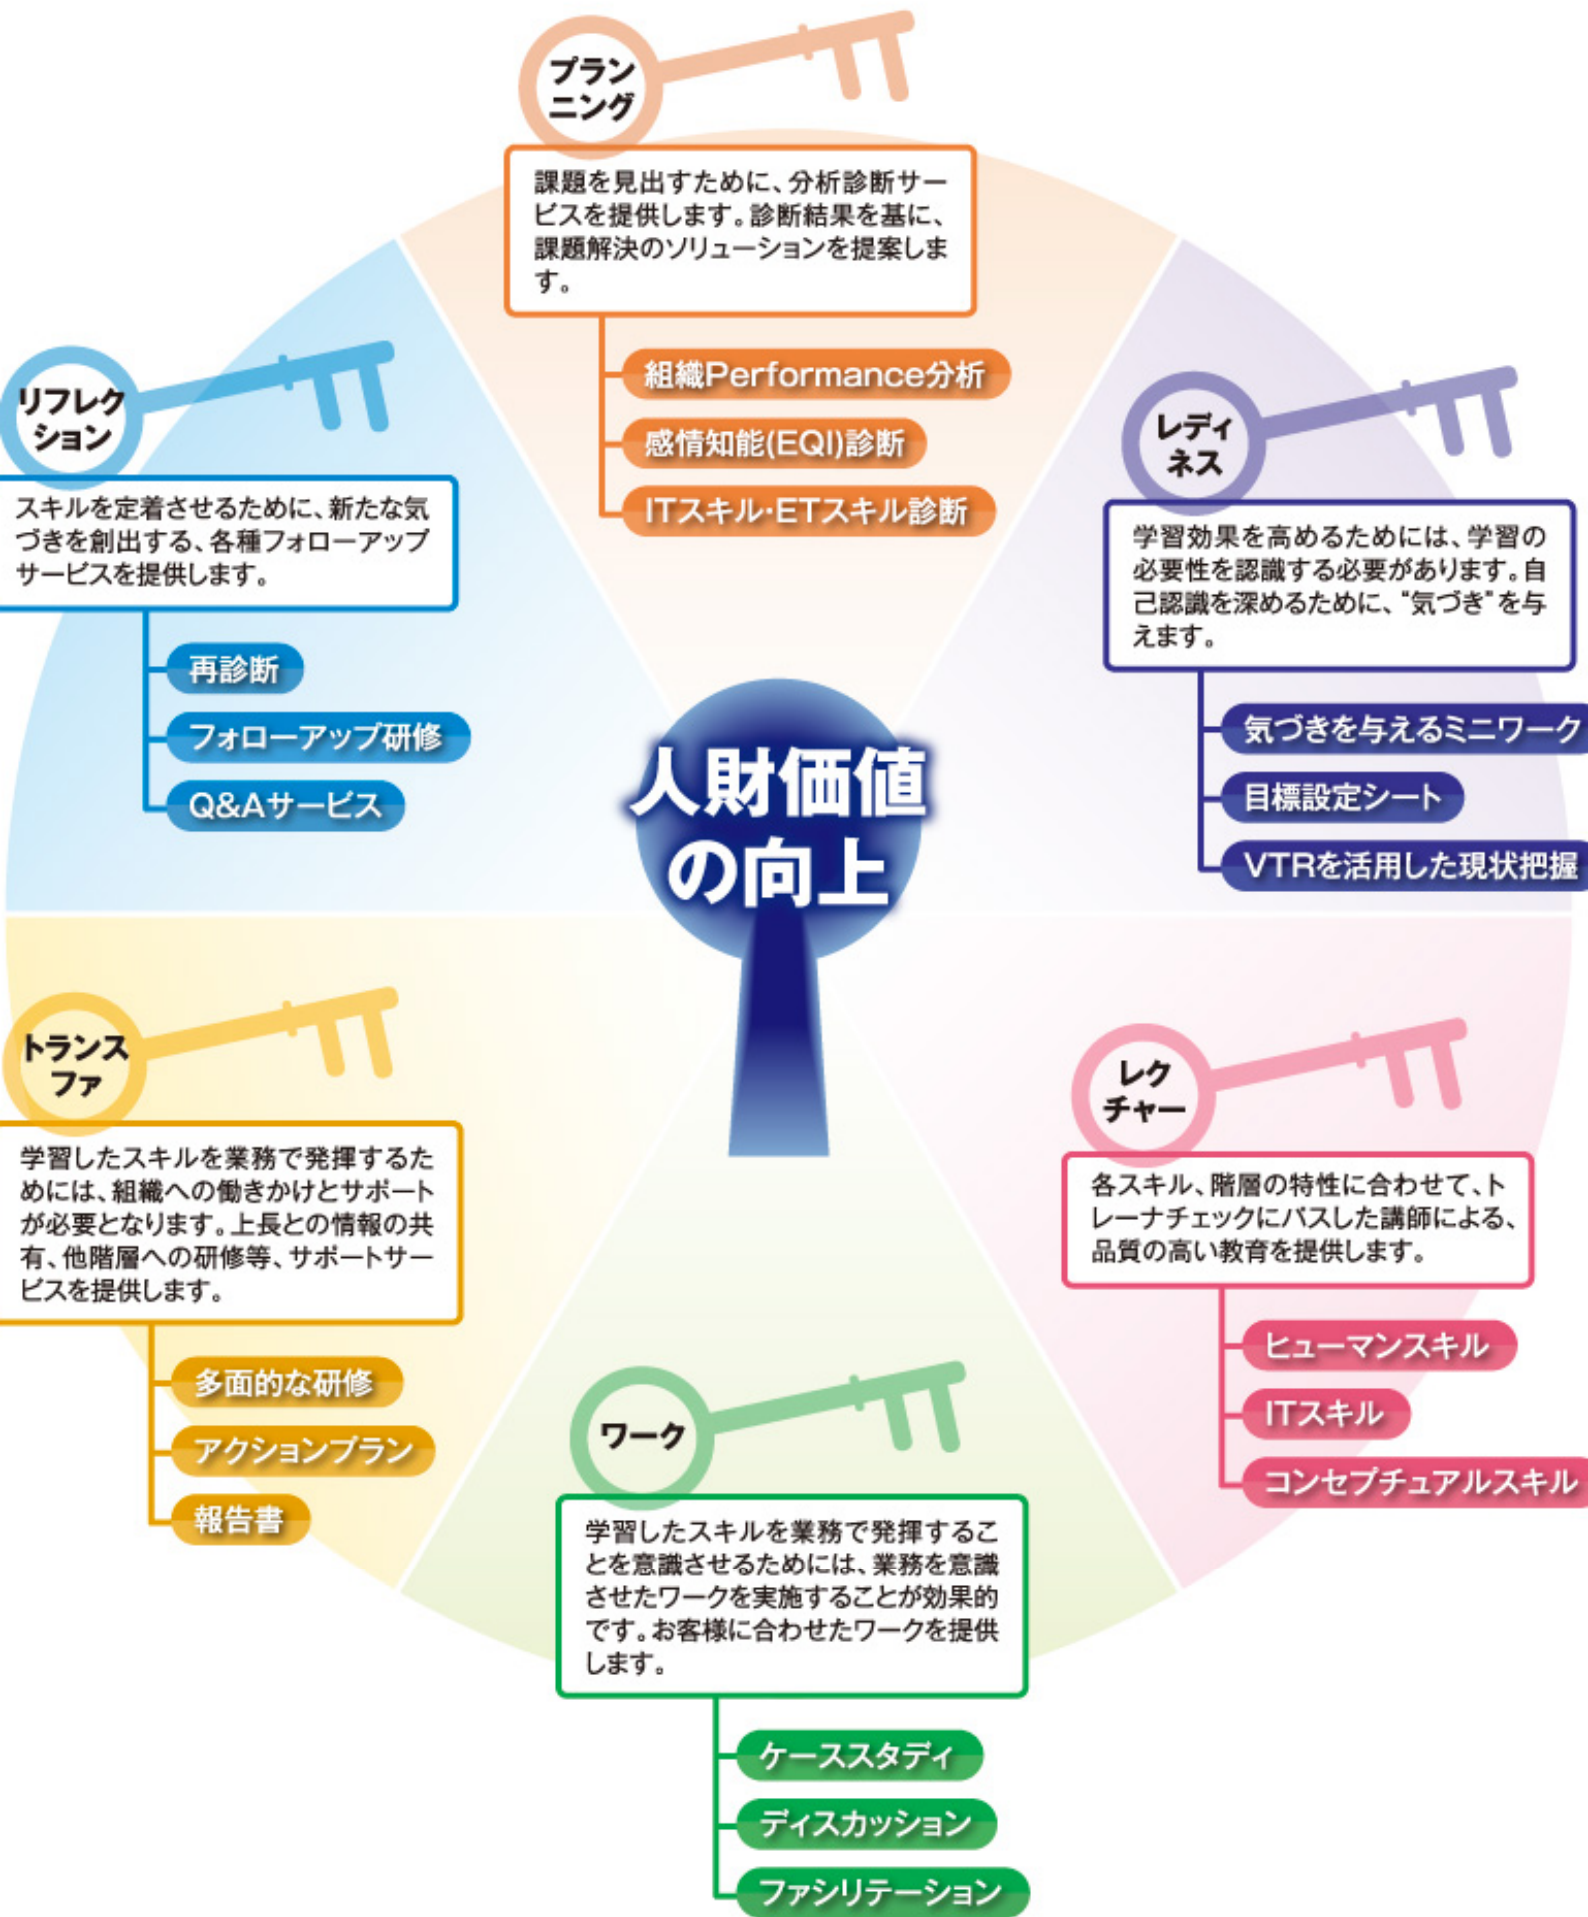 プラン
ニング
課題を見出すために、分析診断サー
ビスを提供します。診断結果を基に、
課題解決のソリューションを提案しま
す。
組織Performance分析
感情知能(EQI)診断
ITスキル・ETスキル診断
レディ
ネス
学習効果を高めるためには、学習の
必要性を認識する必要があります。自
己認識を深めるために、“気づき”を与
えます。
気づきを与えるミニワーク
目標設定シート
VTRを活用した現状把握
レク
チャー
各スキル、階層の特性に合わせて、ト
レーナチェックにパスした講師による、
品質の高い教育を提供します。
ヒューマンスキル
ITスキル
コンセプチュアルスキル
ワーク
学習したスキルを業務で発揮するこ
とを意識させるためには、業務を意識
させたワークを実施することが効果的
です。お客様に合わせたワークを提供
します。
ケーススタディ
ディスカッション
ファシリテーション
トランス
ファ
学習したスキルを業務で発揮するた
めには、組織への働きかけとサポート
が必要となります。上長との情報の共
有、他階層への研修等、サポートサー
ビスを提供します。
多面的な研修
アクションプラン
報告書
リフレク
ション
スキルを定着させるために、新たな気
づきを創出する、各種フォローアップ
サービスを提供します。
再診断
フォローアップ研修
Q&Aサービス
人財価値
の向上